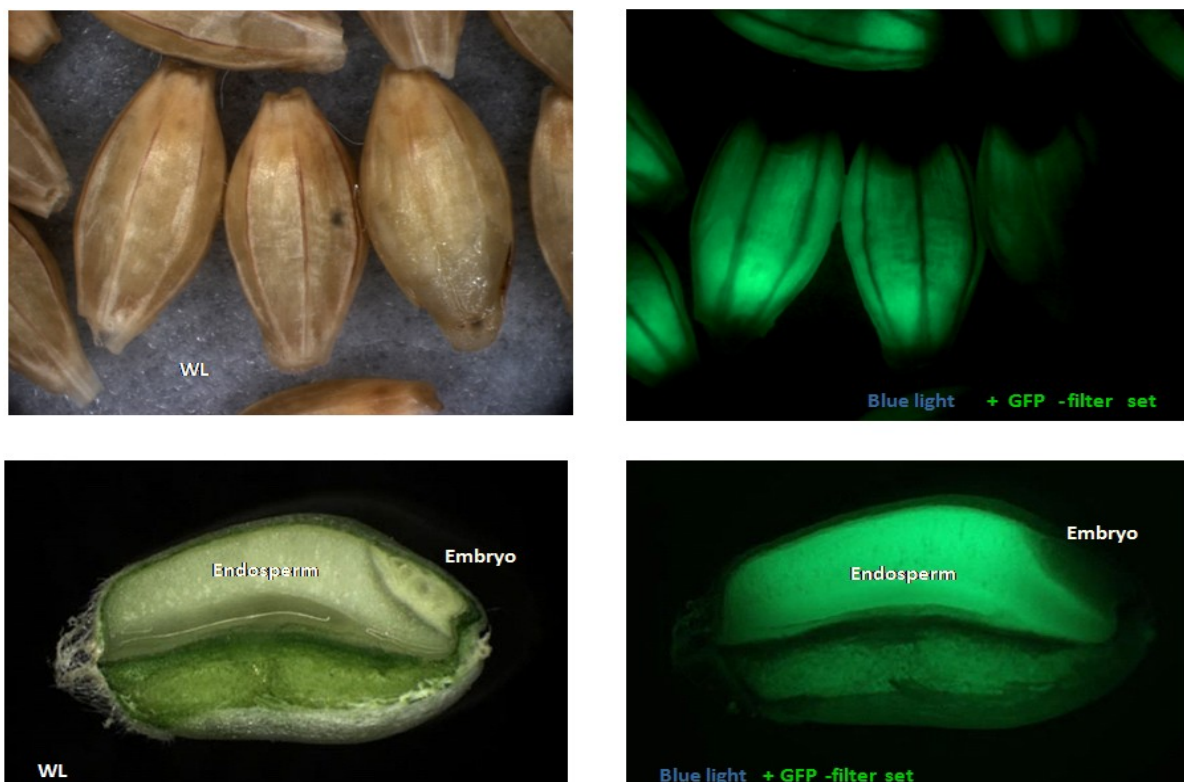 WL
Blue light + GFP -filter set
Embryo
Endosperm
WL
Embryo
Endosperm
Blue light + GFP -filter set